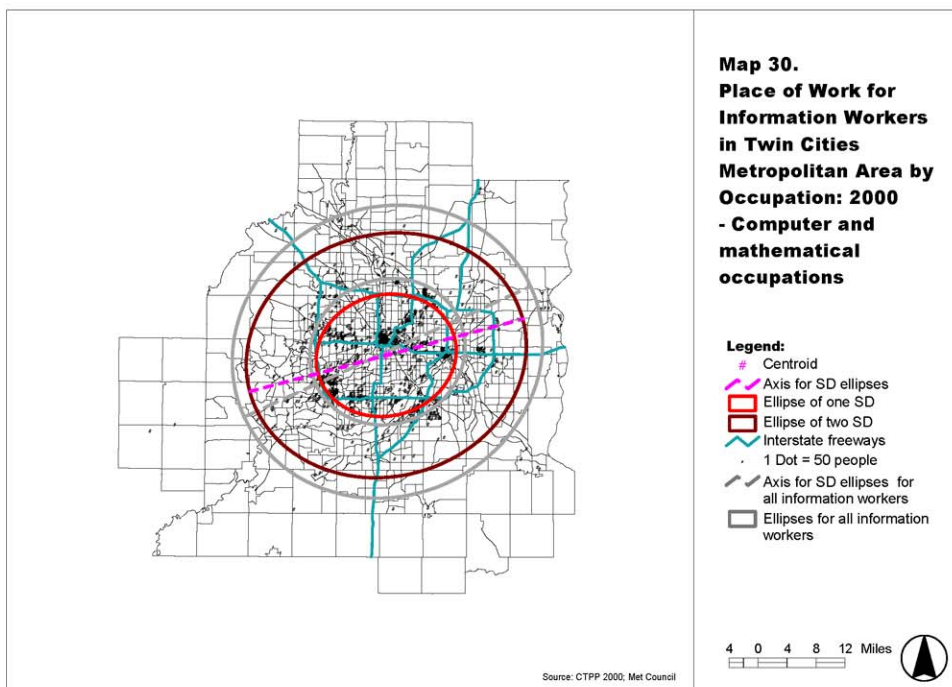 Map 30.
Place of Work for
Information Workers
in Twin Cities
Metropolitan Area by
Occupation: 2000
- Computer and
mathematical
occupations
Legend:
# Centroid
Axis for SD ellipses
Ellipse of one SD
Ellipse of two SD
Interstate freeways
1 Dot = 50 people
Axis for SD ellipses for
all information workers
Ellipses for all information
workers
4 0 4 8 12 Miles
Source: CTPP 2000; Met Council